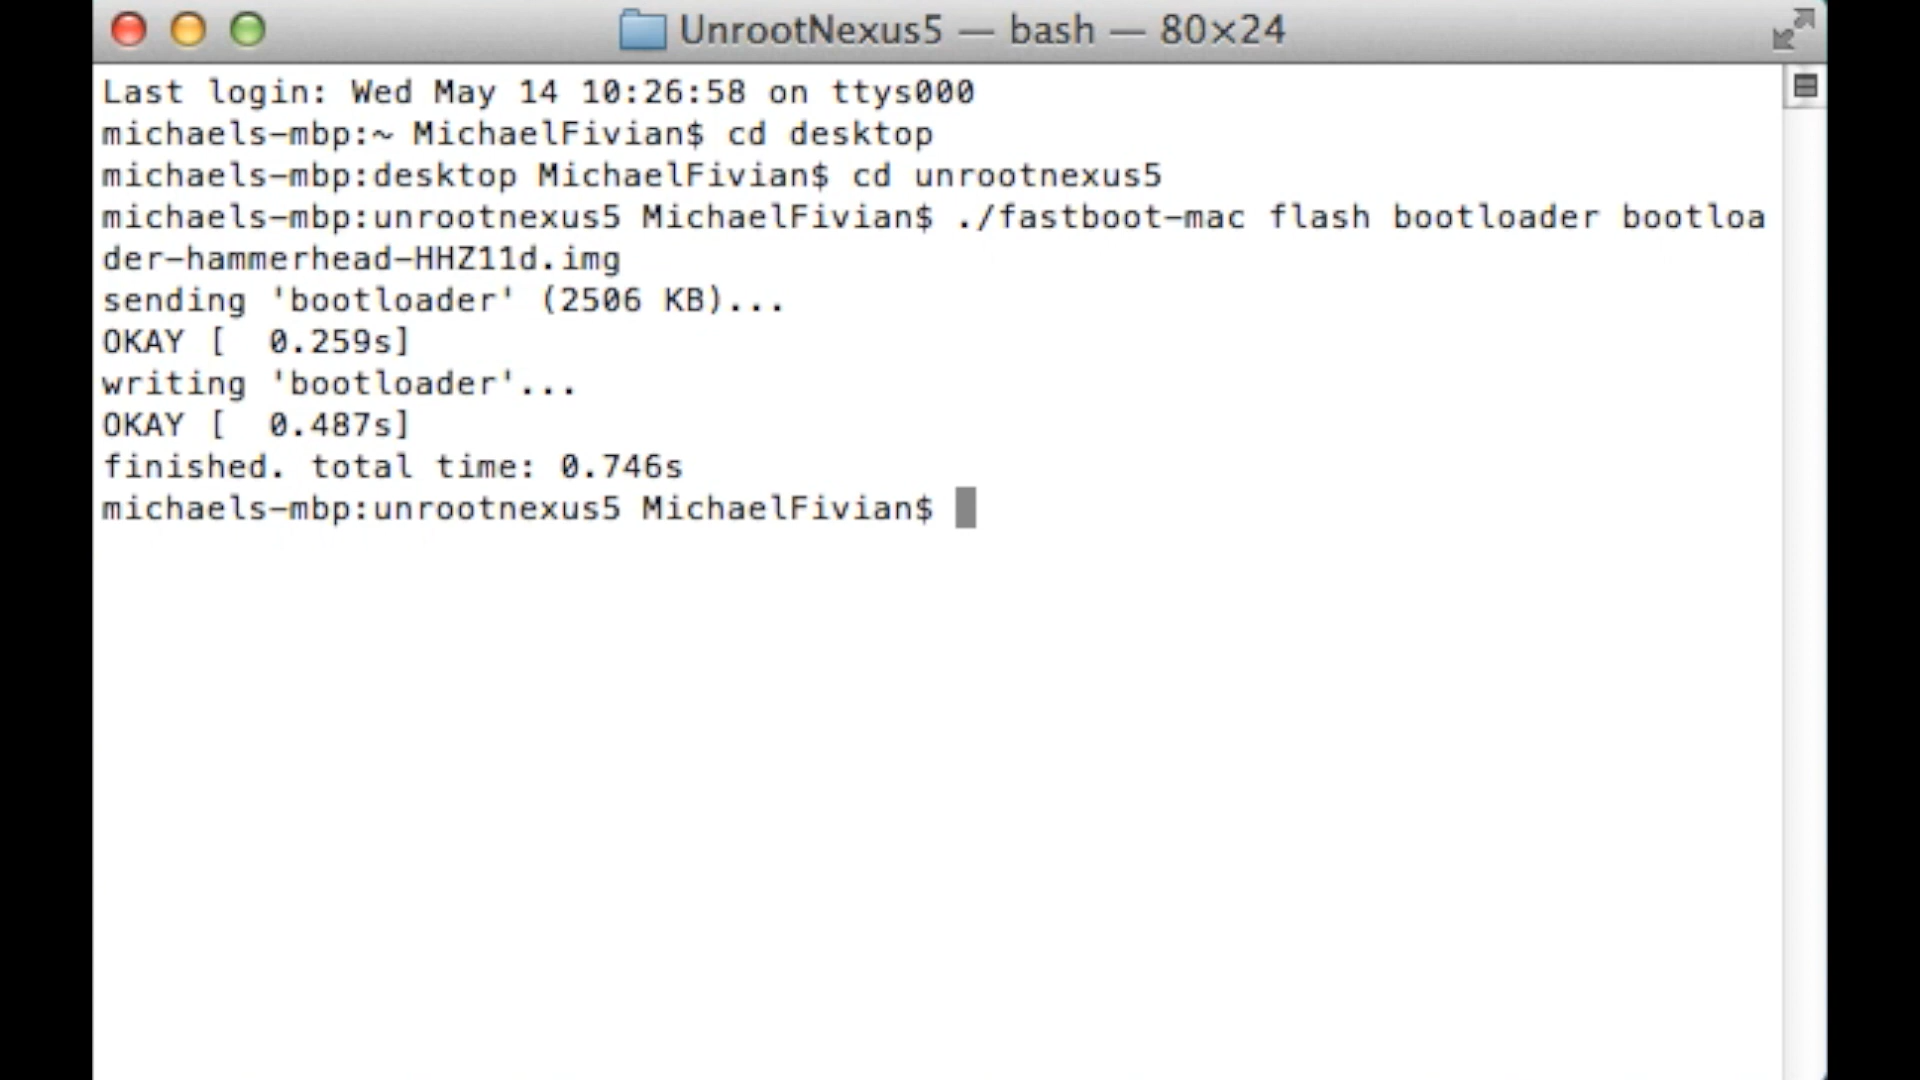 UnrootNexus5 — bash — 80×24
Last login: Wed May 14 10:26:58 on ttys000
michaels-mbp:~ MichaelFivian$ cd desktop
michaels-mbp:desktop MichaelFivian$ cd unrootnexus5
michaels-mbp:unrootnexus5 MichaelFivian$ ./fastboot-mac flash bootloader bootloa
der-hammerhead-HHZ11d.img
sending 'bootloader' (2506 KB)...
OKAY [  0.259s]
writing 'bootloader'...
OKAY [  0.487s]
finished. total time: 0.746s
michaels-mbp:unrootnexus5 MichaelFivian$